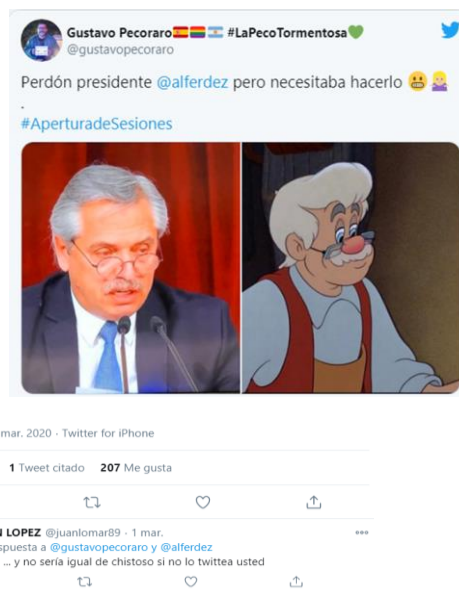 Gustavo Pecoraro🇪🇸🏳️‍🌈🇦🇷 #LaPecoTormentosa💚
@gustavopecoraro
Perdón presidente @alferdez pero necesitaba hacerlo 😬 🤷🏼‍♀️
.
#AperturadeSesiones
mar. 2020 · Twitter for iPhone
1 Tweet citado 207 Me gusta
LOPEZ @juanlomar89 · 1 mar.
spuesta a @gustavopecoraro y @alferdez
... y no sería igual de chistoso si no lo twittea usted